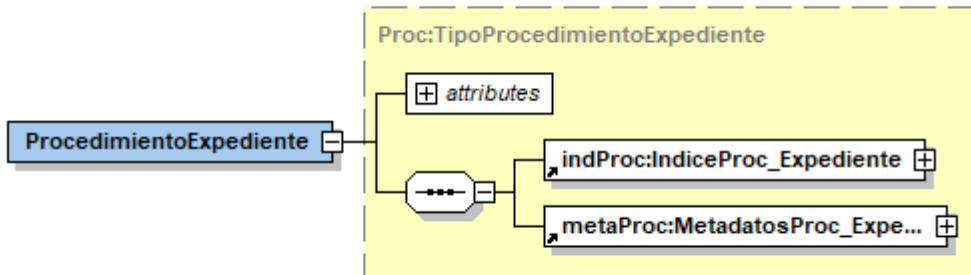 Proc:TipoProcedimientoExpediente
attributes
ProcedimientoExpediente
indProc:IndiceProc_Expediente
metaProc:MetadatosProc_Expe...